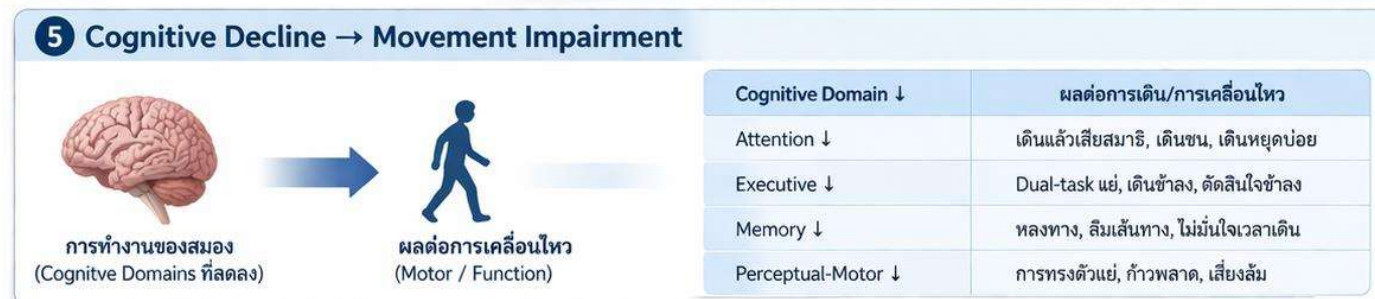 5 Cognitive Decline → Movement Impairment
การทำงานของสมอง
(Cognitve Domains ที่ลดลง)
ผลต่อการเคลื่อนไหว
(Motor / Function)
Cognitive Domain ↓ ผลต่อการเดิน/การเคลื่อนไหว
Attention ↓ เดินแล้วเสียสมาธิ, เดินชน, เดินหยุดบ่อย
Executive ↓ Dual-task แย่, เดินช้าลง, ตัดสินใจช้าลง
Memory ↓ หลงทาง, ลืมเส้นทาง, ไม่มั่นใจเวลาเดิน
Perceptual-Motor ↓ การทรงตัวแย่, ก้าวพลาด, เสี่ยงล้ม